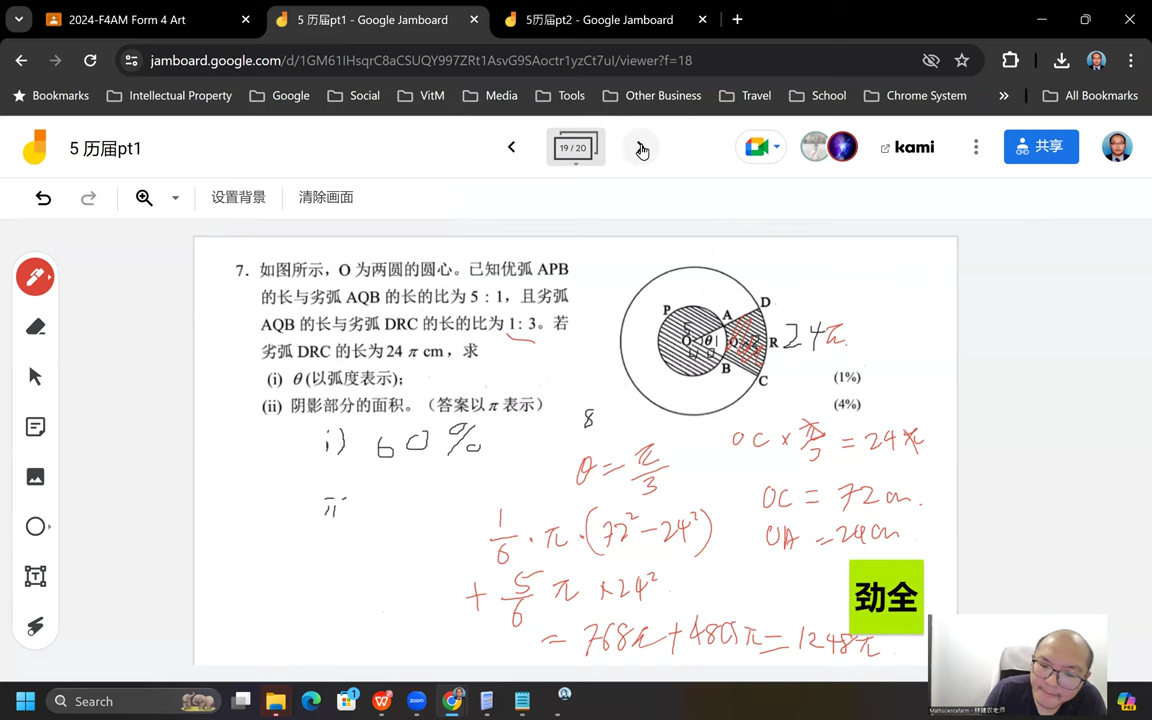 2024-F4AM Form 4 Art
5 历届pt1 - Google Jamboard
5历届pt2 - Google Jamboard
jamboard.google.com/d/1GM61IHsqrC8aCSUQY997ZRt1AsvG9SAoctr1yzCt7uI/viewer?f=18
Bookmarks
Intellectual Property
Google
Social
VitM
Media
Tools
Other Business
Travel
School
Chrome System
»
All Bookmarks
5 历届pt1
19 / 20
kami
共享
设置背景
清除画面
7. 如图所示，O 为两圆的圆心。已知优弧 APB
的长与劣弧 AQB 的长的比为 5 : 1，且劣弧
AQB 的长与劣弧 DRC 的长的比为 1: 3。若
劣弧 DRC 的长为 24 π cm，求
(i) θ (以弧度表示);
(1%)
(ii) 阴影部分的面积。（答案以 π 表示）
(4%)
P
A
D
5
O
θ
1
Q
R
24π.
B
C
8
i) 60%
θ = π/3
OC × π/3 = 24π
OC = 72 cm.
OA = 24cm
1/6 · π · (72² − 24²)
+ 5/6 π × 24²
= 768π + 480π = 1248π
劲全
Search
zoom
PRE